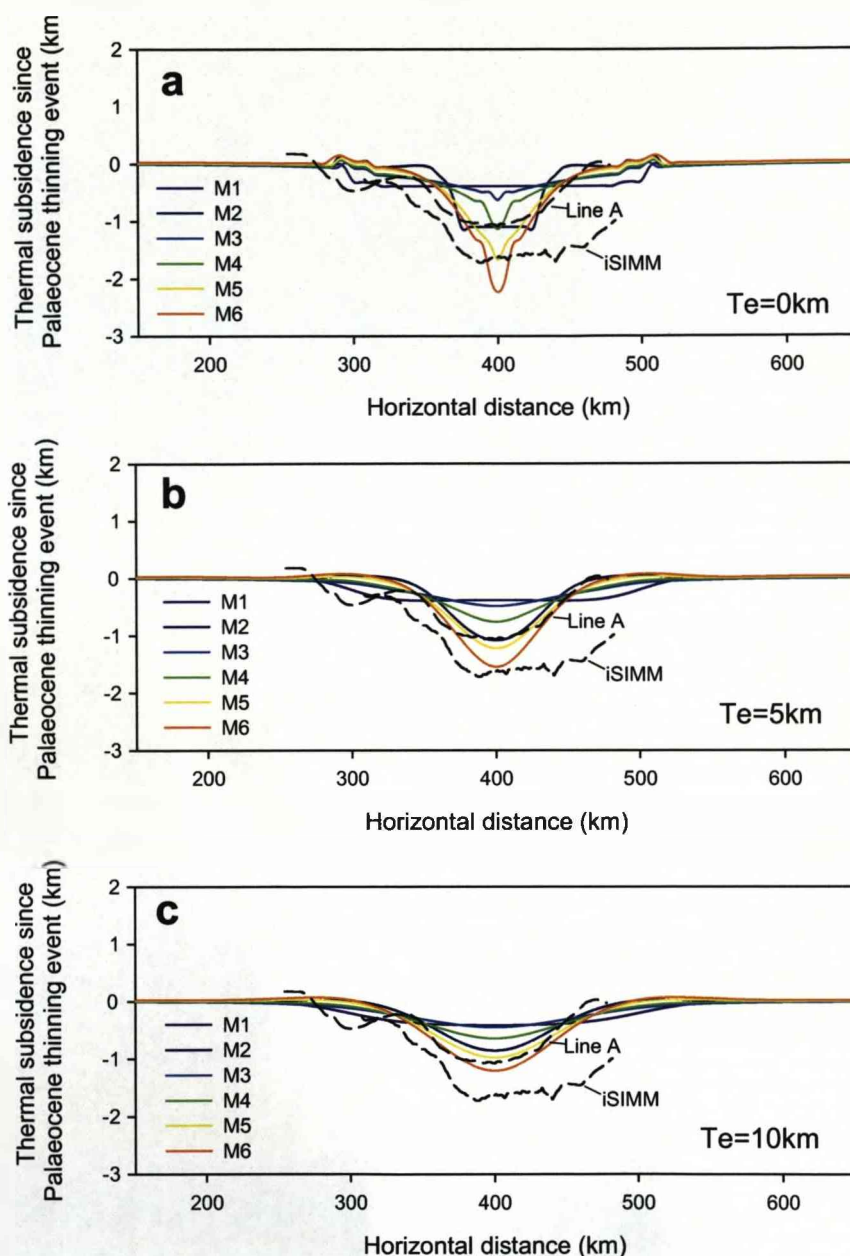 Thermal subsidence since
Palaeocene thinning event (km
2
a
1
0
M1
M2
M3
M4
M5
M6
-1
-2
-3
Line A
iSIMM
Te=0km
200 300 400 500 600
Horizontal distance (km)
Thermal subsidence since
Palaeocene thinning event (km)
2
b
1
0
M1
M2
M3
M4
M5
M6
-1
-2
-3
Line A
iSIMM
Te=5km
200 300 400 500 600
Horizontal distance (km)
Thermal subsidence since
Palaeocene thinning event (km)
2
c
1
0
M1
M2
M3
M4
M5
M6
-1
-2
-3
Line A
iSIMM
Te=10km
200 300 400 500 600
Horizontal distance (km)